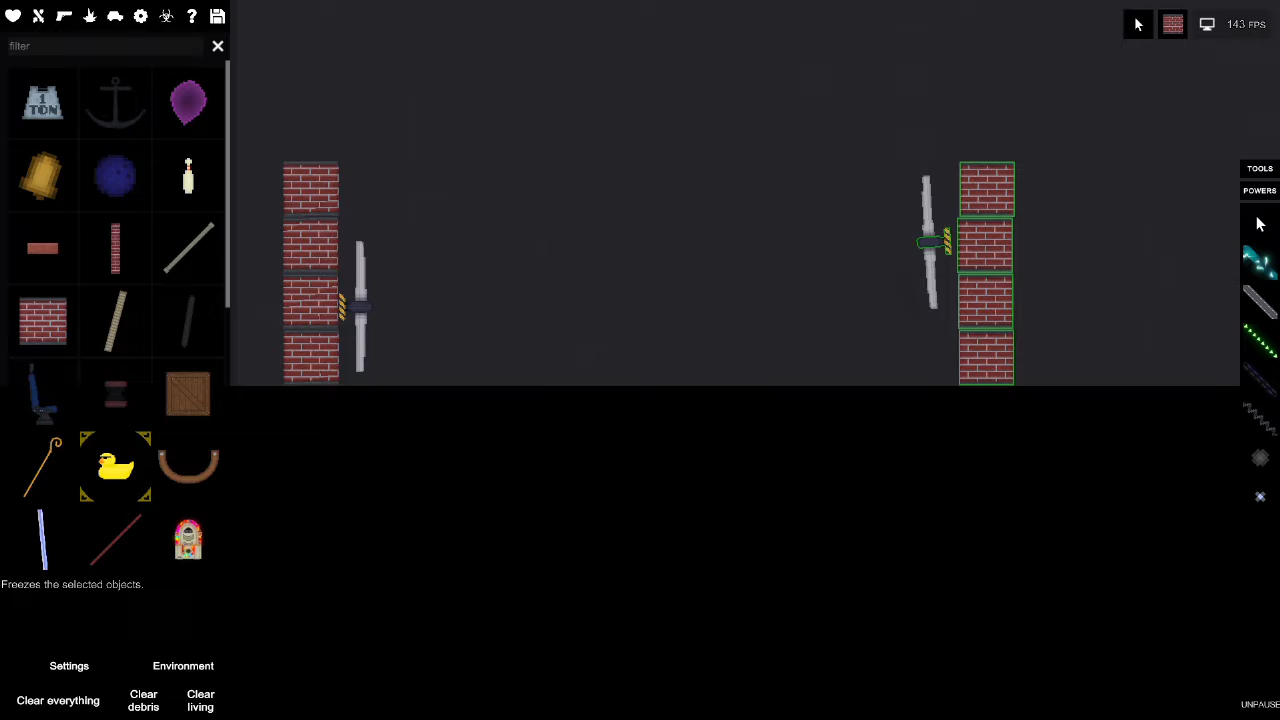 filter
143 FPS
1
TON
TOOLS
POWERS
Freezes the selected objects.
Settings
Environment
Clear everything
Clear
debris
Clear
living
UNPAUSE